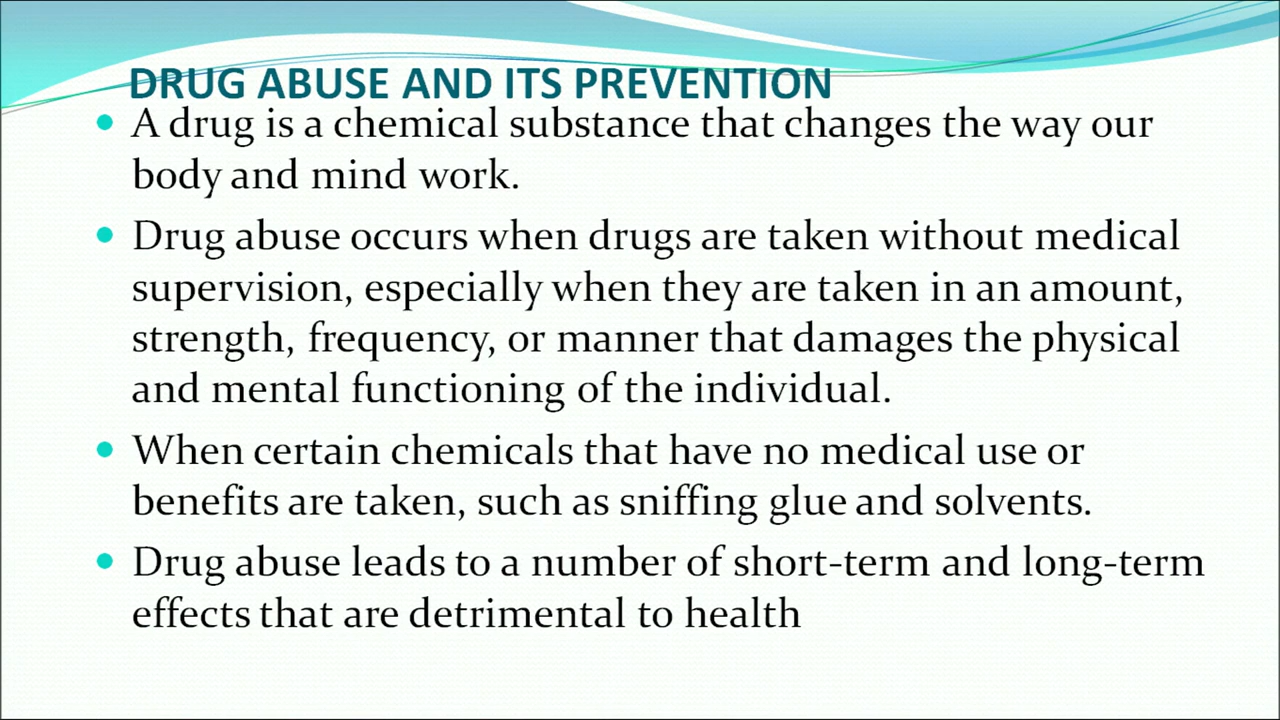 DRUG ABUSE AND ITS PREVENTION
A drug is a chemical substance that changes the way our
body and mind work.
Drug abuse occurs when drugs are taken without medical
supervision, especially when they are taken in an amount,
strength, frequency, or manner that damages the physical
and mental functioning of the individual.
When certain chemicals that have no medical use or
benefits are taken, such as sniffing glue and solvents.
Drug abuse leads to a number of short-term and long-term
effects that are detrimental to health